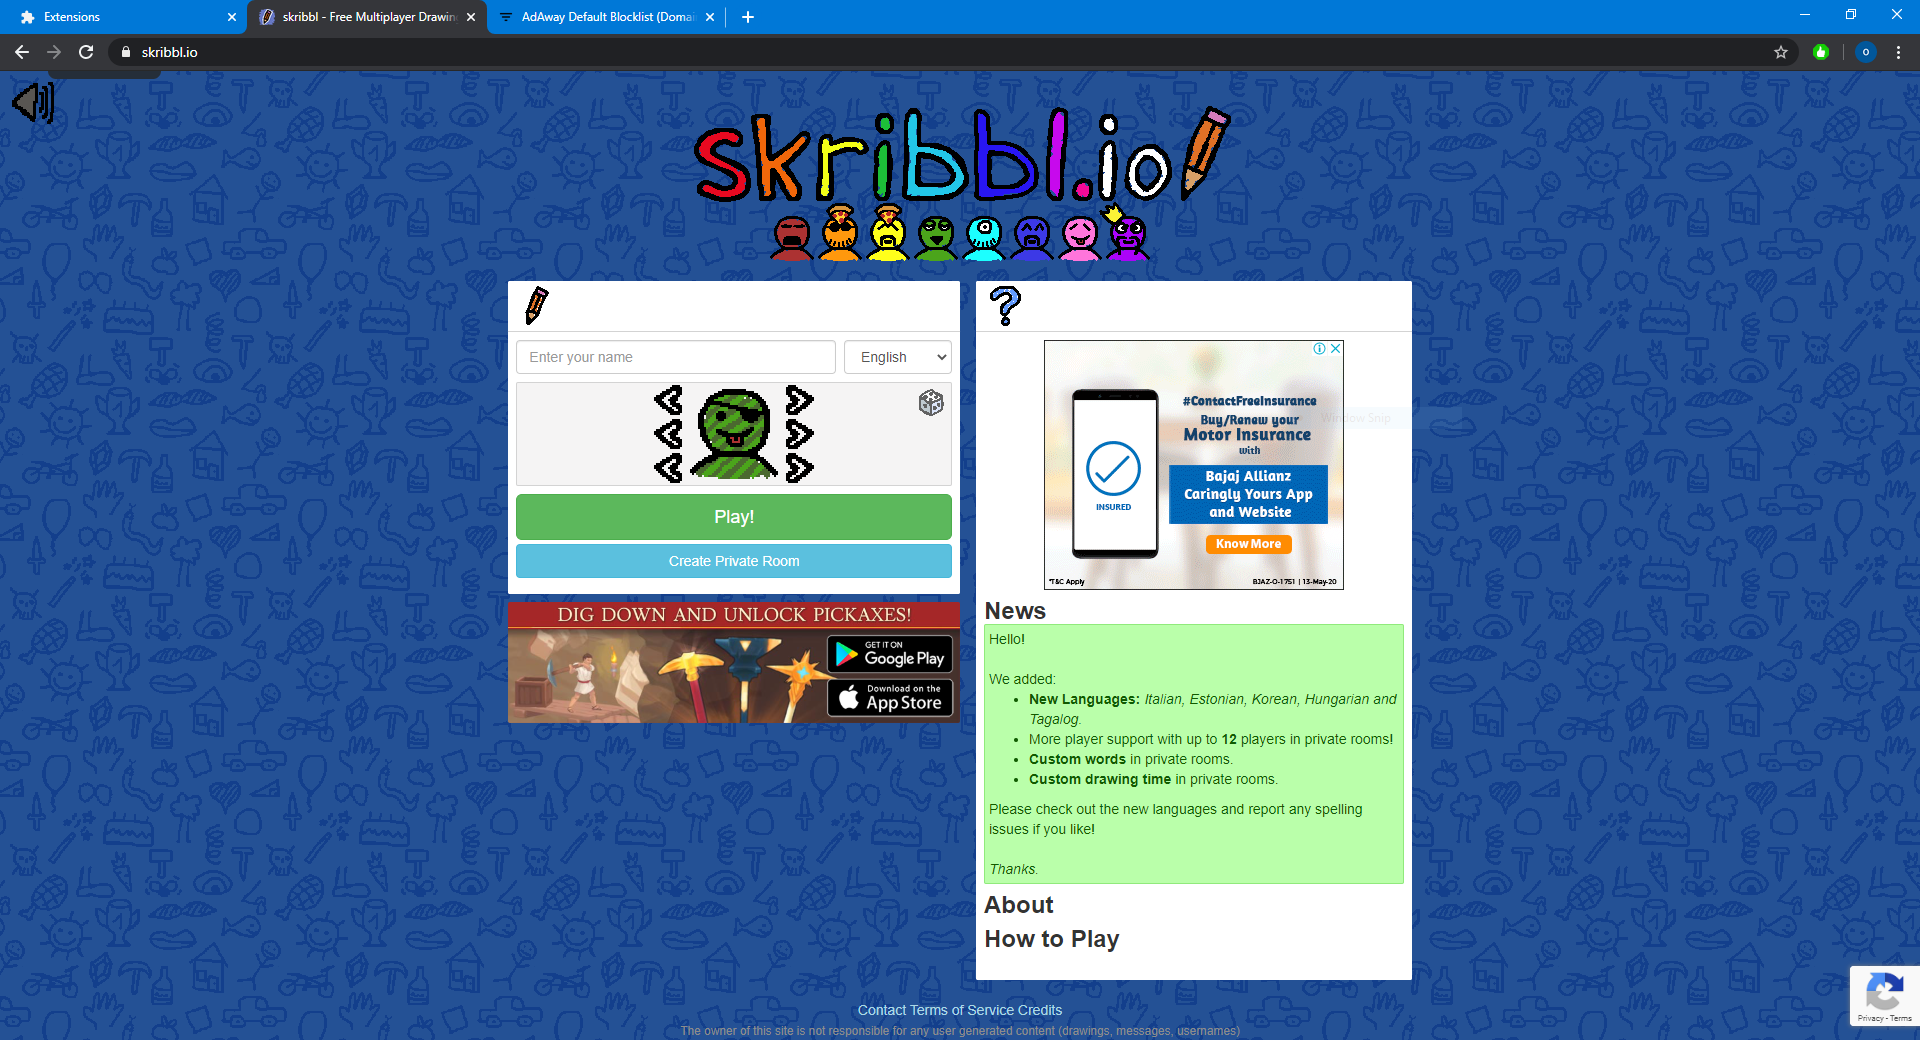 Extensions
skribbl - Free Multiplayer Drawin
AdAway Default Blocklist (Domai
skribbl.io
o
skribbl.io
Enter your name
English
Play!
Create Private Room
DIG DOWN AND UNLOCK PICKAXES!
GET IT ON
Google Play
Download on the
App Store
#ContactFreeInsurance
Buy/Renew your
Motor Insurance
with
Bajaj Allianz
Caringly Yours App
and Website
Know More
INSURED
*T&C Apply
BJAZ-O-1751 | 13-May-20
Window Snip
News
Hello!
We added:
• New Languages: Italian, Estonian, Korean, Hungarian and
Tagalog.
• More player support with up to 12 players in private rooms!
• Custom words in private rooms.
• Custom drawing time in private rooms.
Please check out the new languages and report any spelling
issues if you like!
Thanks.
About
How to Play
Contact Terms of Service Credits
The owner of this site is not responsible for any user generated content (drawings, messages, usernames)
Privacy - Terms